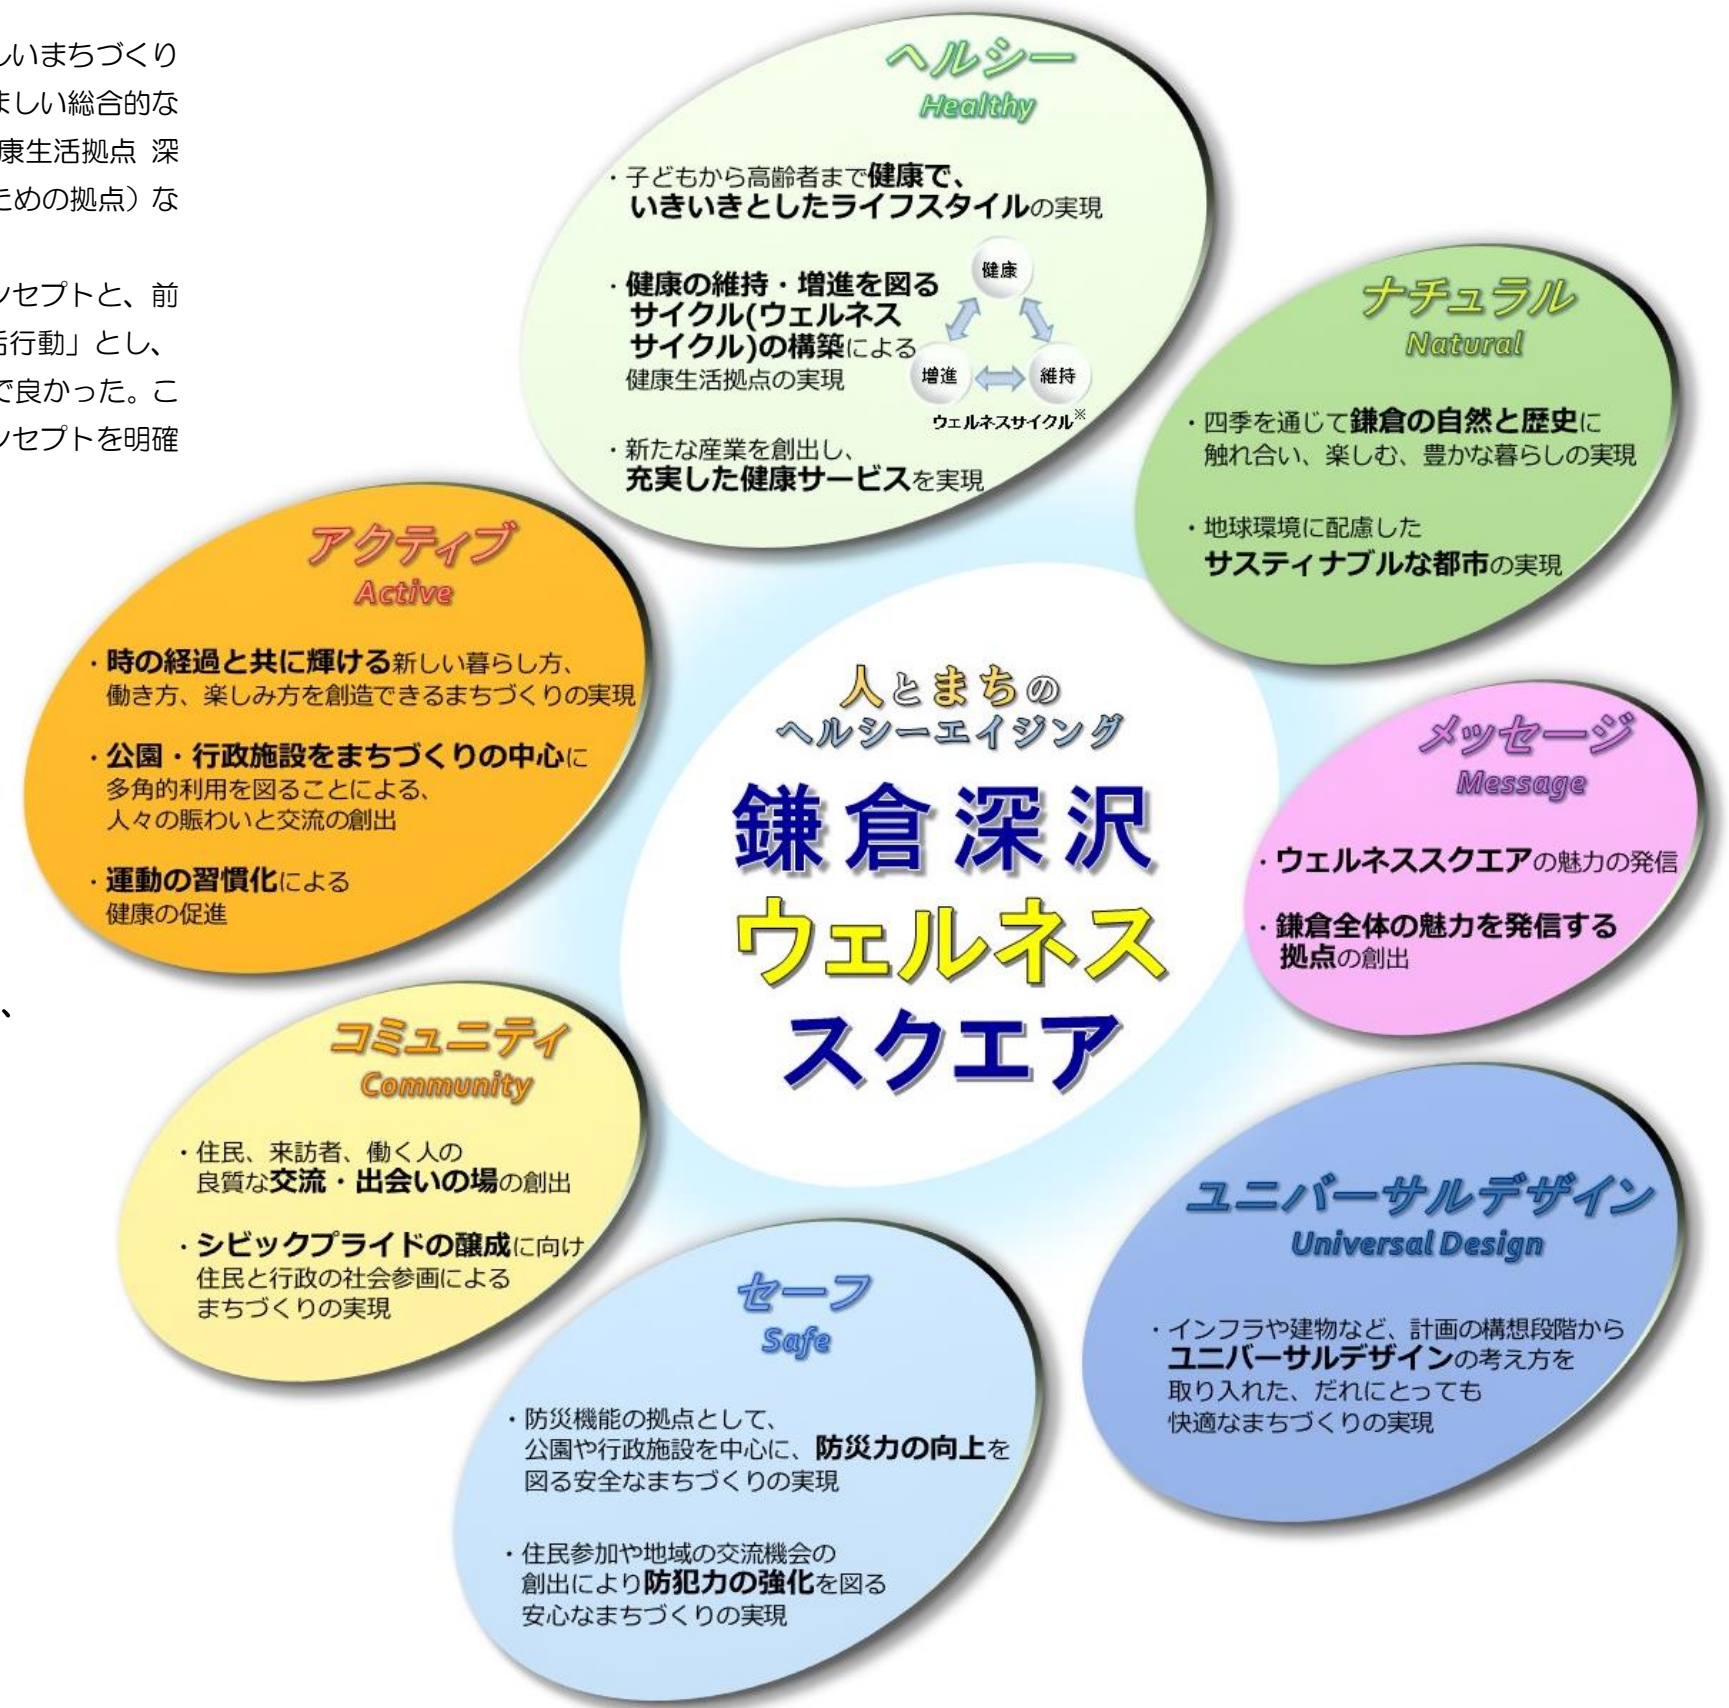 しいまちづくり
ましい総合的な
康生活拠点 深
ための拠点）な
ンセプトと、前
活行動」とし、
で良かった。こ
ンセプトを明確
、
ヘルシー
Healthy
・子どもから高齢者まで健康で、
いきいきとしたライフスタイルの実現
・健康の維持・増進を図る
サイクル(ウェルネス
サイクル)の構築による
健康生活拠点の実現
健康
増進
維持
ウェルネスサイクル※
・新たな産業を創出し、
充実した健康サービスを実現
ナチュラル
Natural
・四季を通じて鎌倉の自然と歴史に
触れ合い、楽しむ、豊かな暮らしの実現
・地球環境に配慮した
サスティナブルな都市の実現
アクティブ
Active
・時の経過と共に輝ける新しい暮らし方、
働き方、楽しみ方を創造できるまちづくりの実現
・公園・行政施設をまちづくりの中心に
多角的利用を図ることによる、
人々の賑わいと交流の創出
・運動の習慣化による
健康の促進
人とまちの
ヘルシーエイジング
鎌倉深沢
ウェルネス
スクエア
メッセージ
Message
・ウェルネススクエアの魅力の発信
・鎌倉全体の魅力を発信する
拠点の創出
コミュニティ
Community
・住民、来訪者、働く人の
良質な交流・出会いの場の創出
・シビックプライドの醸成に向け
住民と行政の社会参画による
まちづくりの実現
セーフ
Safe
・防災機能の拠点として、
公園や行政施設を中心に、防災力の向上を
図る安全なまちづくりの実現
・住民参加や地域の交流機会の
創出により防犯力の強化を図る
安心なまちづくりの実現
ユニバーサルデザイン
Universal Design
・インフラや建物など、計画の構想段階から
ユニバーサルデザインの考え方を
取り入れた、だれにとっても
快適なまちづくりの実現